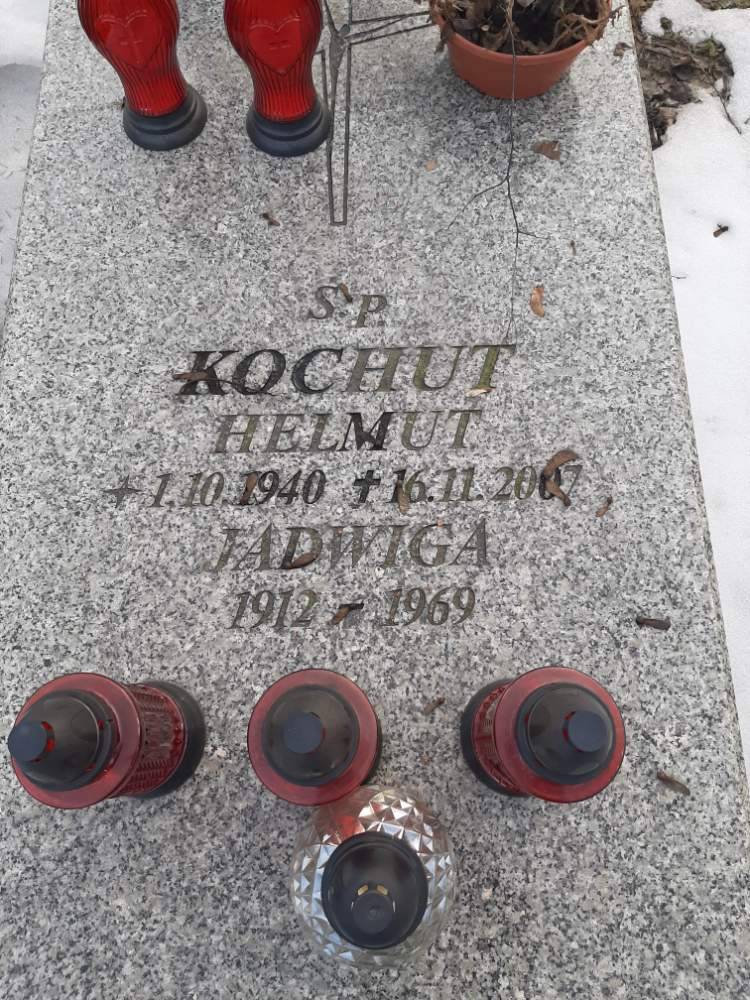 Ś P.
KOCHUT
HELMUT
+ 1.10.1940 ✝ 16.11.2007
JADWIGA
1912 - 1969